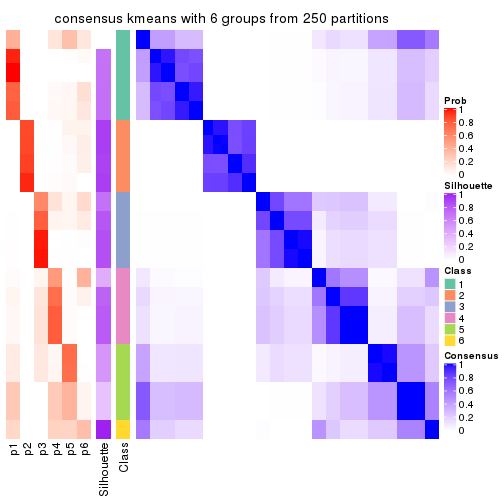 consensus kmeans with 6 groups from 250 partitions
Prob
1
0.8
0.6
0.4
0.2
0
Silhouette
1
0.8
0.6
0.4
0.2
0
Class
1
2
3
4
5
6
Consensus
1
0.8
0.6
0.4
0.2
0
p1
p2
p3
p4
p5
p6
Silhouette
Class